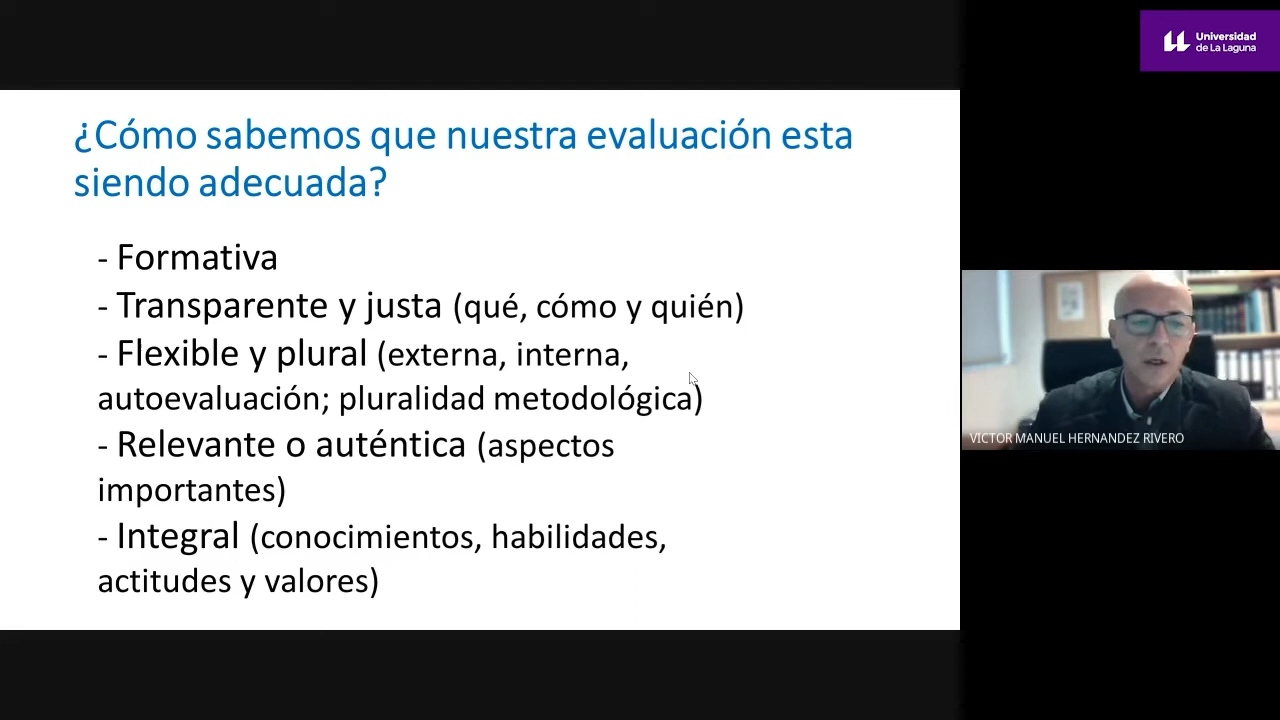 ¿Cómo sabemos que nuestra evaluación esta
siendo adecuada?
- Formativa
- Transparente y justa (qué, cómo y quién)
- Flexible y plural (externa, interna,
autoevaluación; pluralidad metodológica)
- Relevante o auténtica (aspectos
importantes)
- Integral (conocimientos, habilidades,
actitudes y valores)
Universidad
de La Laguna
VICTOR MANUEL HERNANDEZ RIVERO